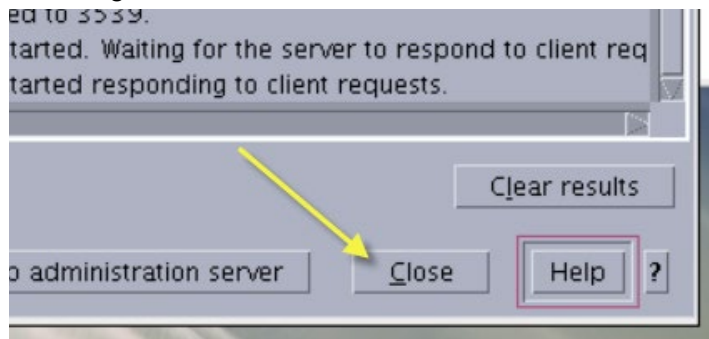 ed to 3539.
tarted. Waiting for the server to respond to client req
tarted responding to client requests.
Clear results
administration server
Close
Help
?